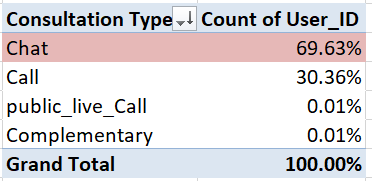 Consultation Type Count of User_ID
Chat 69.63%
Call 30.36%
public_live_Call 0.01%
Complementary 0.01%
Grand Total 100.00%